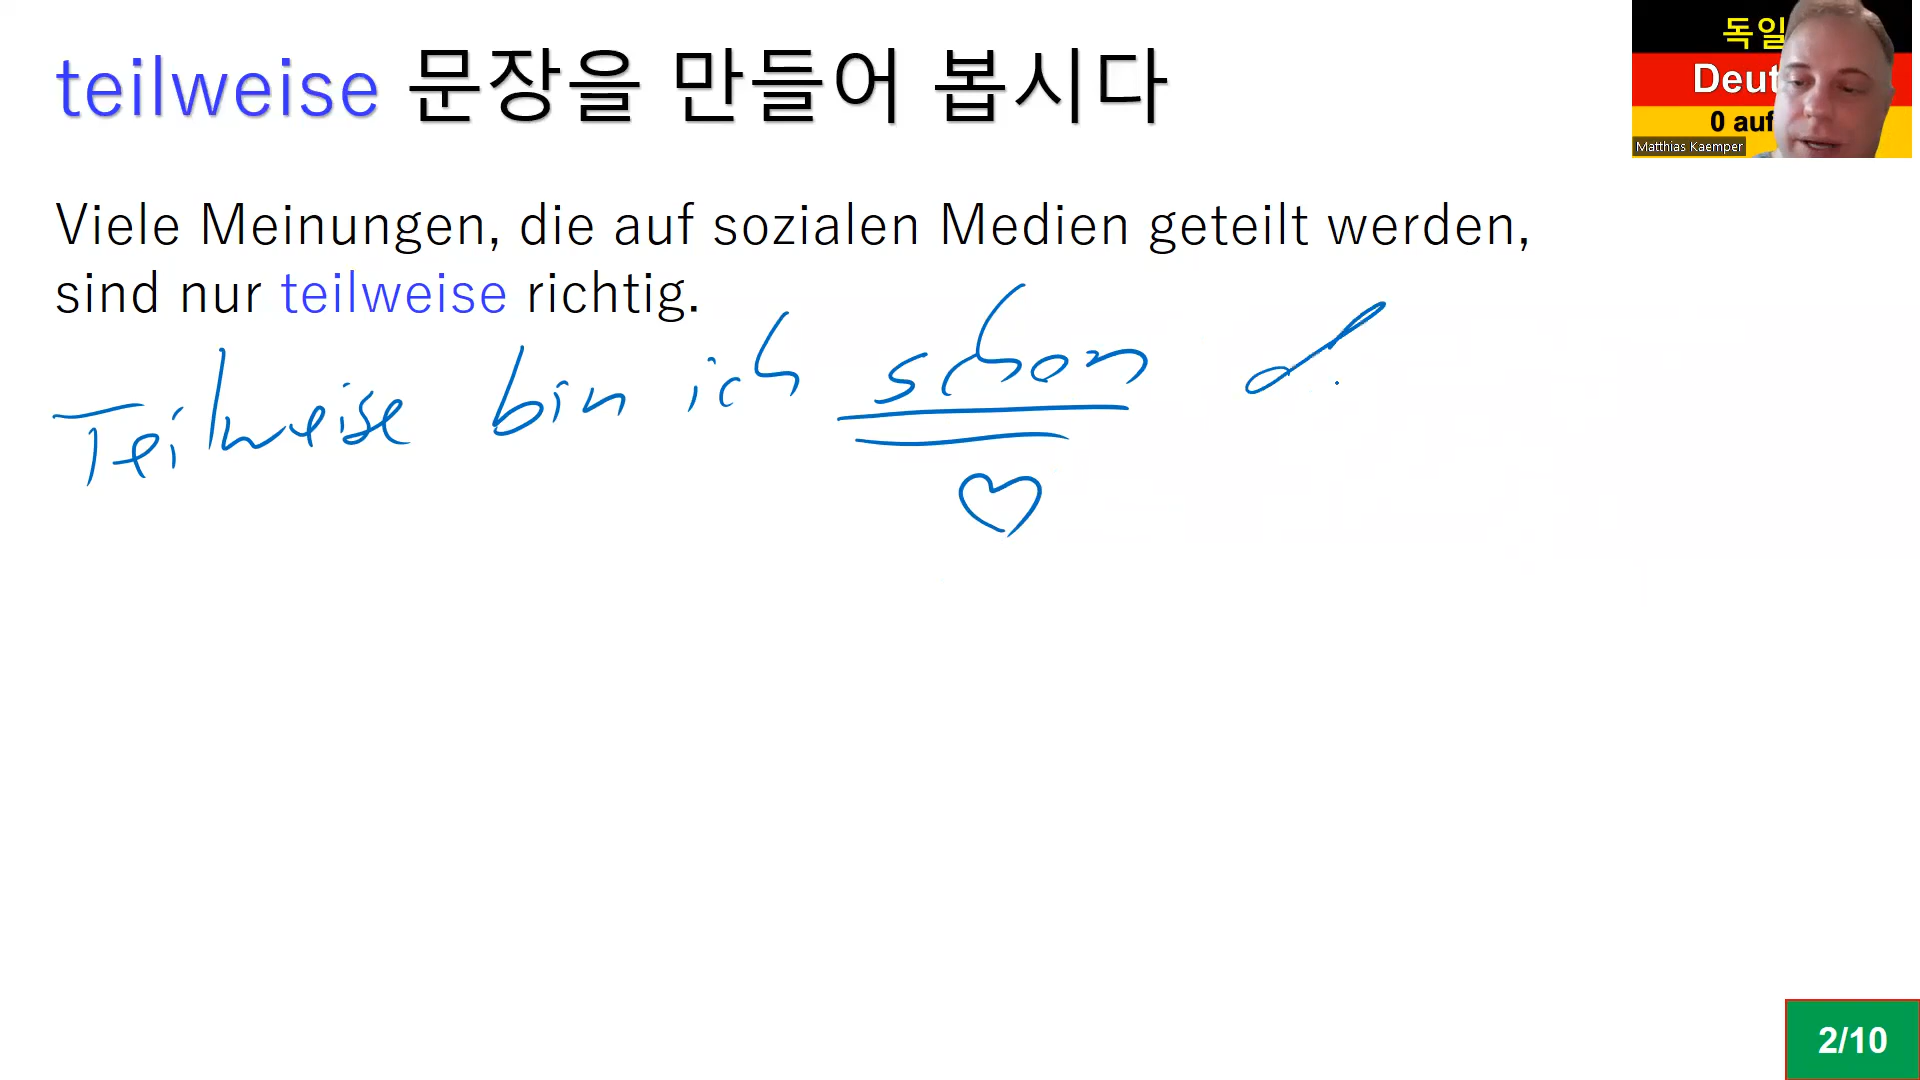 teilweise 문장을 만들어 봅시다
독일
Deut
0 auf
Matthias Kaemper
Viele Meinungen, die auf sozialen Medien geteilt werden,
sind nur teilweise richtig.
Teilweise bin ich schon d
2/10